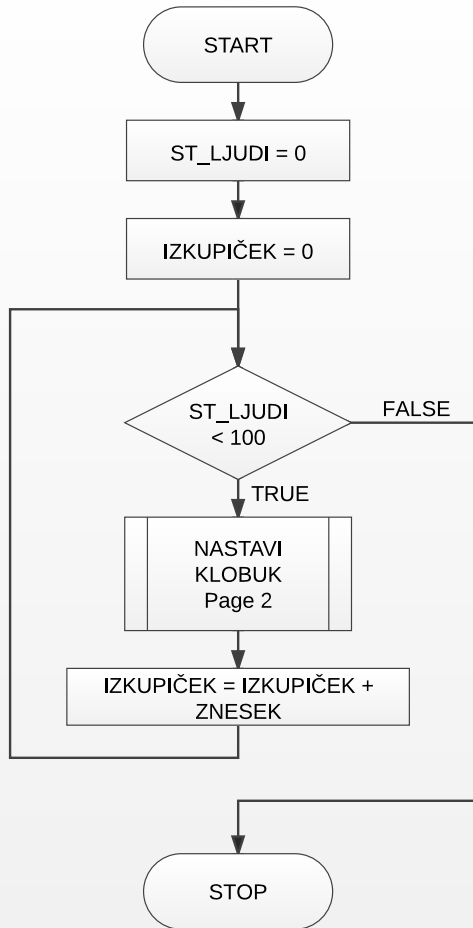 START
ST_LJUDI = 0
IZKUPIČEK = 0
ST_LJUDI
< 100
FALSE
TRUE
NASTAVI
KLOBUK
Page 2
IZKUPIČEK = IZKUPIČEK +
ZNESEK
STOP